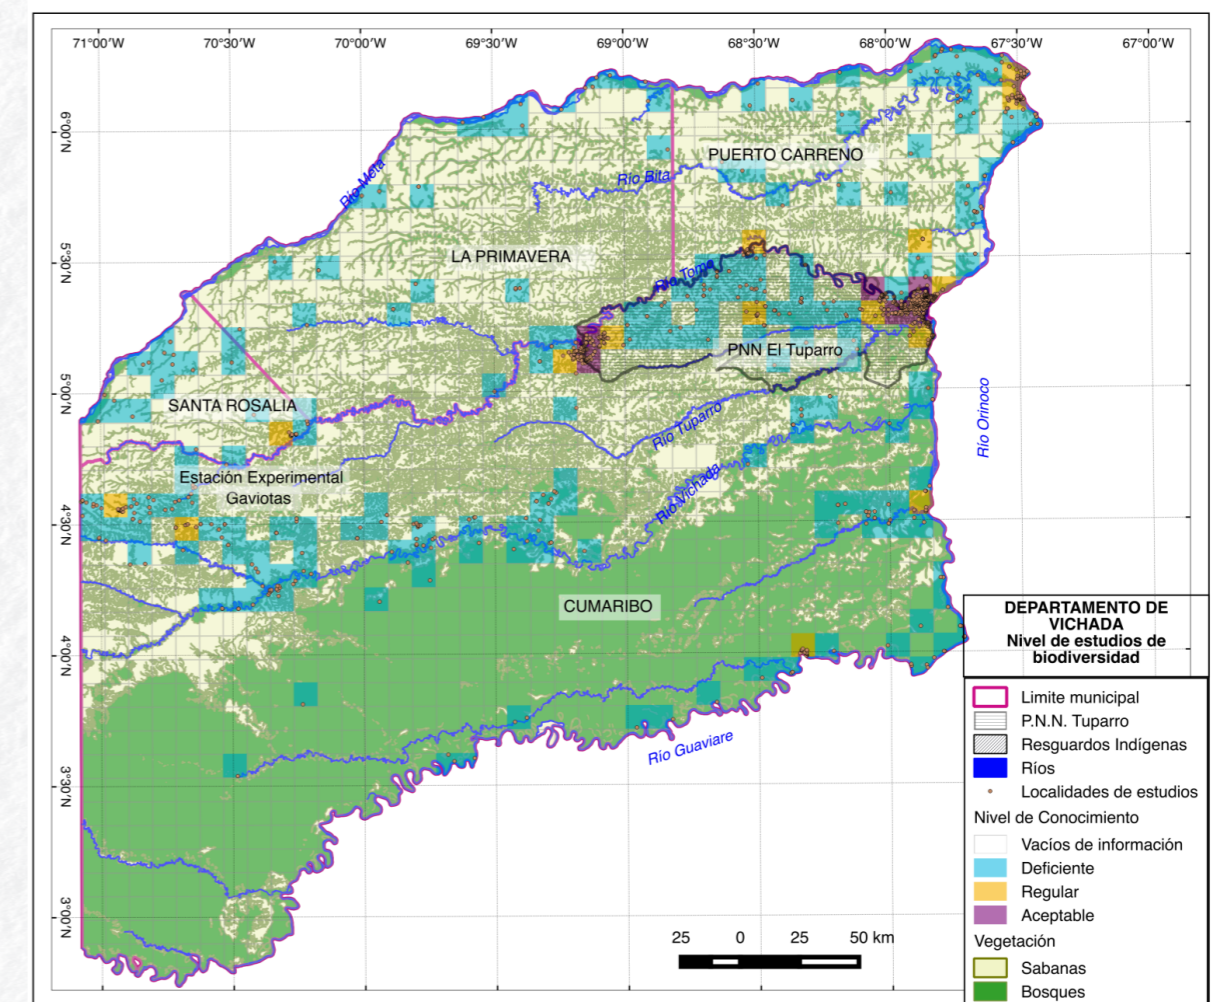 71°00'W 70°30'W 70°00'W 69°30'W 69°00'W 68°30'W 68°00'W 67°30'W 67°00'W
6°00'N
5°30'N
5°00'N
4°30'N
4°00'N
3°30'N
3°00'N
PUERTO CARREÑO
Río Meta
Río Bita
LA PRIMAVERA
Río Tomo
PNN El Tuparro
SANTA ROSALIA
Río Tuparro
Río Orinoco
Estación Experimental
Gaviotas
Río Vichada
CUMARIBO
Río Guaviare
25 0 25 50 km
DEPARTAMENTO DE
VICHADA
Nivel de estudios de
biodiversidad
Limite municipal
P.N.N. Tuparro
Resguardos Indígenas
Ríos
Localidades de estudios
Nivel de Conocimiento
Vacíos de información
Deficiente
Regular
Aceptable
Vegetación
Sabanas
Bosques